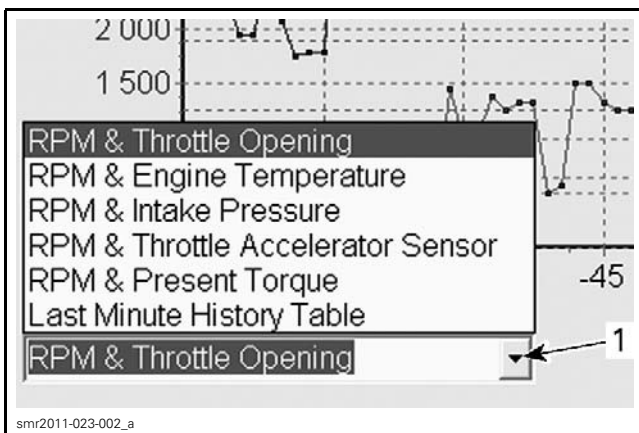 2 000
1 500
RPM & Throttle Opening
RPM & Engine Temperature
RPM & Intake Pressure
RPM & Throttle Accelerator Sensor
RPM & Present Torque
-45
Last Minute History Table
RPM & Throttle Opening
1
smr2011-023-002_a